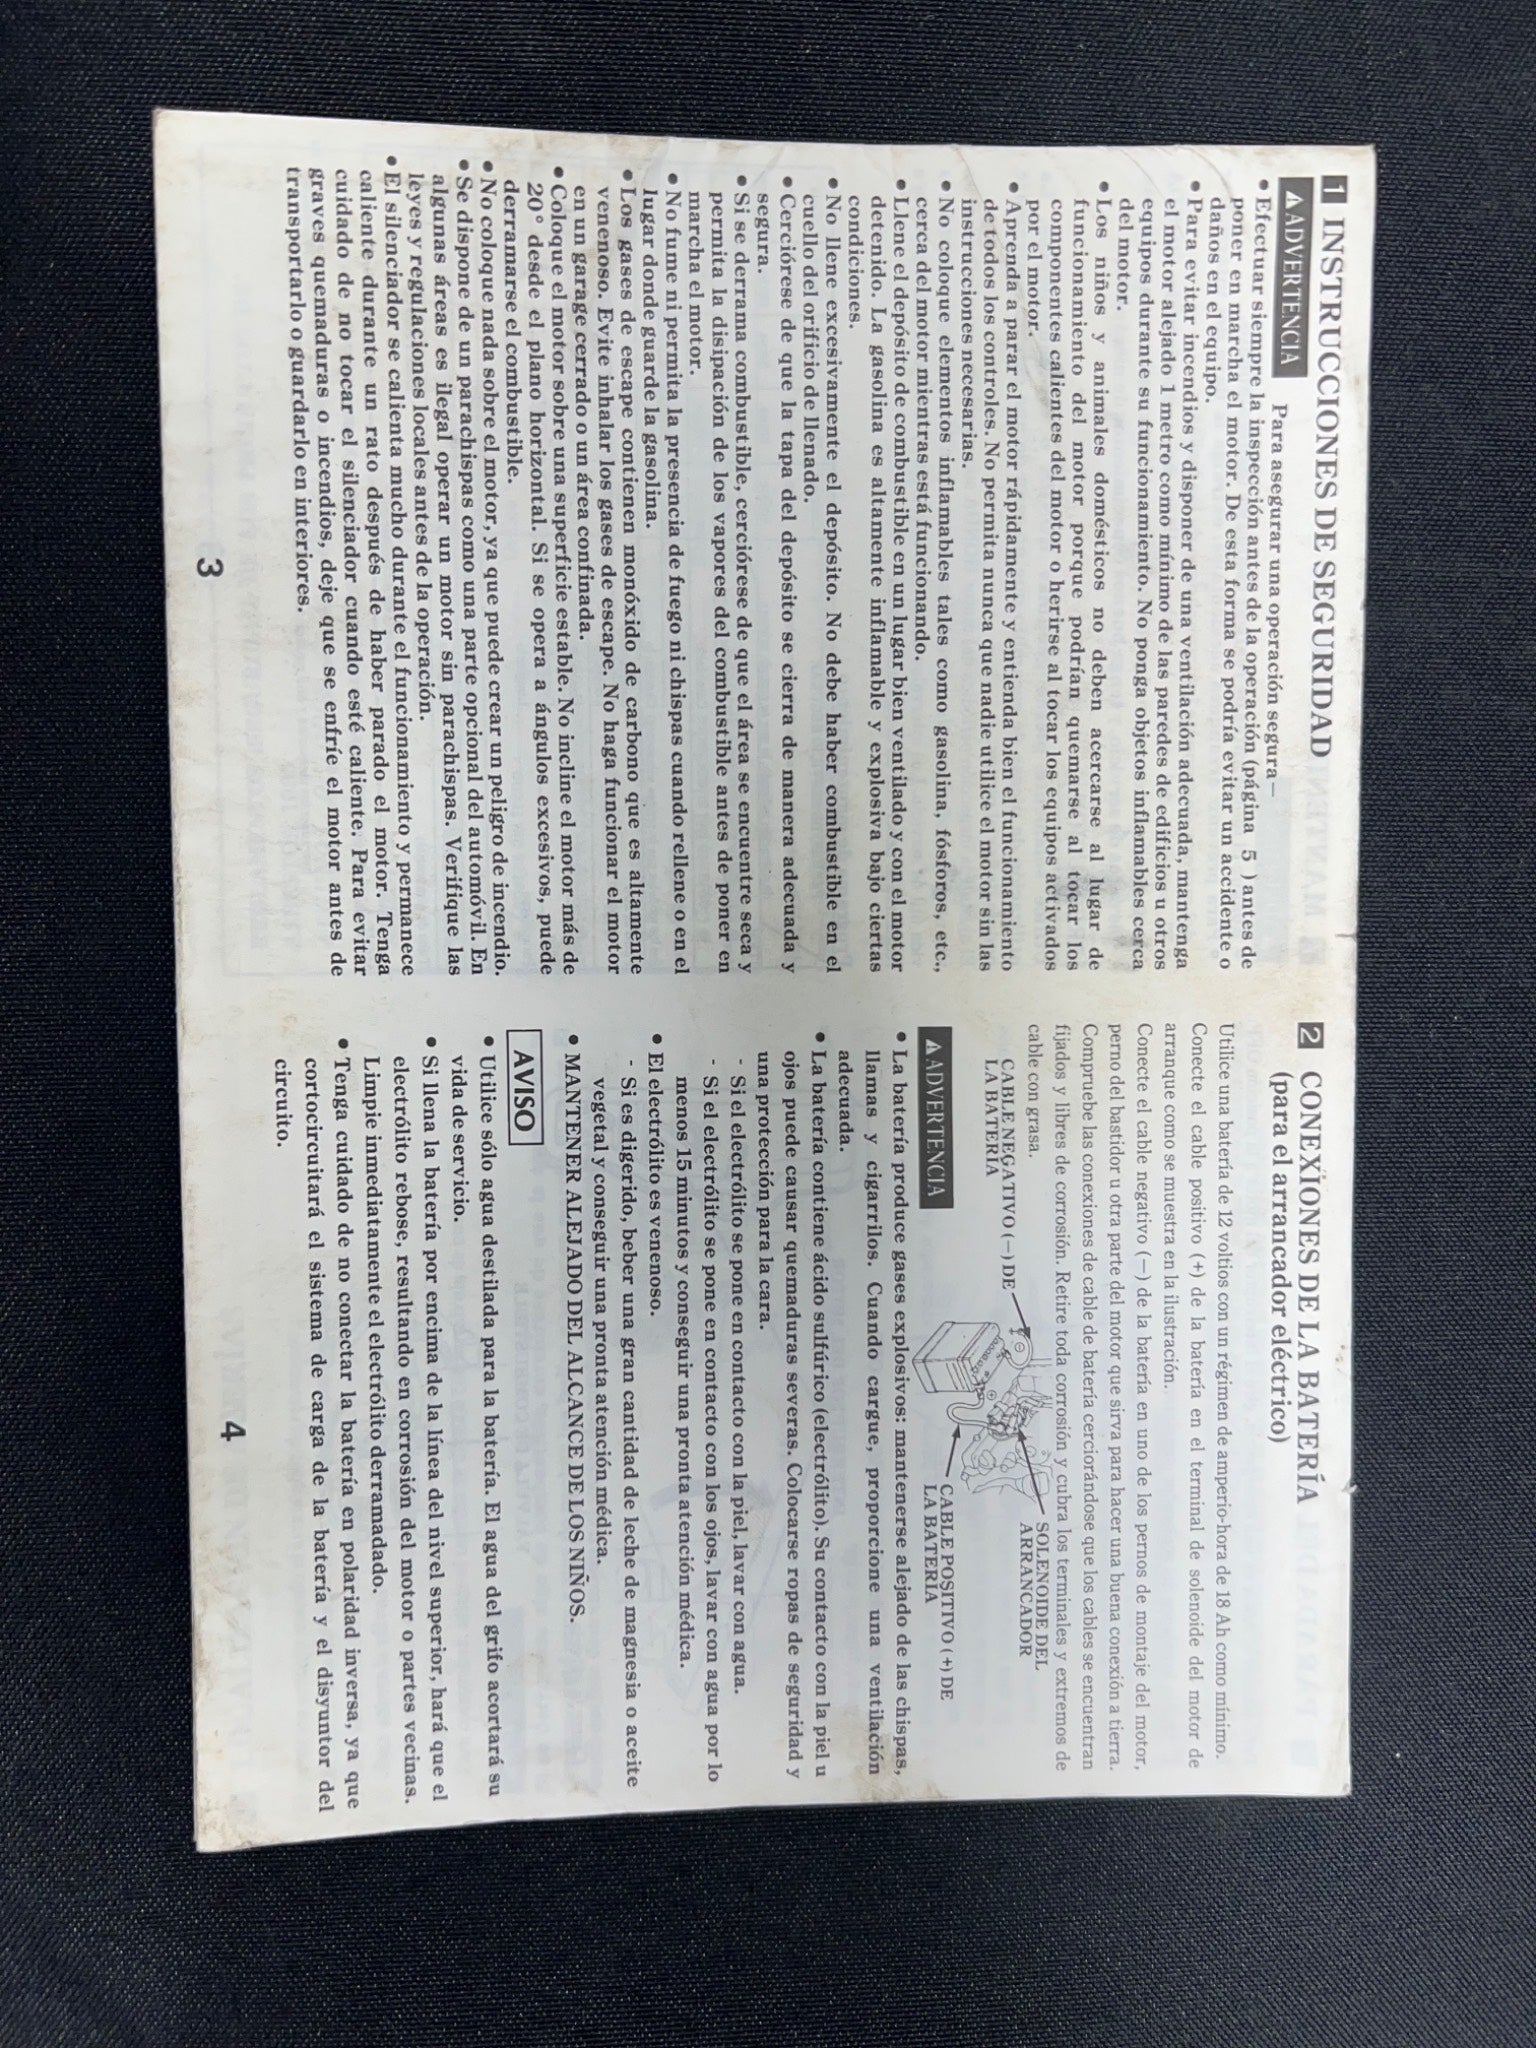 1 INSTRUCCIONES DE SEGURIDAD
ADVERTENCIA Para asegurar una operación segura –
• Efectuar siempre la inspección antes de la operación (página 5 ) antes de
poner en marcha el motor. De esta forma se podría evitar un accidente o
daños en el equipo.
• Para evitar incendios y disponer de una ventilación adecuada, mantenga
el motor alejado 1 metro como mínimo de las paredes de edificios u otros
equipos durante su funcionamiento. No ponga objetos inflamables cerca
del motor.
• Los niños y animales domésticos no deben acercarse al lugar de
funcionamiento del motor porque podrían quemarse al tocar los
componentes calientes del motor o herirse al tocar los equipos activados
por el motor.
• Aprenda a parar el motor rápidamente y entienda bien el funcionamiento
de todos los controles. No permita nunca que nadie utilice el motor sin las
instrucciones necesarias.
• No coloque elementos inflamables tales como gasolina, fósforos, etc.,
cerca del motor mientras está funcionando.
• Llene el depósito de combustible en un lugar bien ventilado y con el motor
detenido. La gasolina es altamente inflamable y explosiva bajo ciertas
condiciones.
• No llene excesivamente el depósito. No debe haber combustible en el
cuello del orificio de llenado.
• Cerciórese de que la tapa del depósito se cierra de manera adecuada y
segura.
• Si se derrama combustible, cerciórese de que el área se encuentre seca y
permita la disipación de los vapores del combustible antes de poner en
marcha el motor.
• No fume ni permita la presencia de fuego ni chispas cuando rellene o en el
lugar donde guarde la gasolina.
• Los gases de escape contienen monóxido de carbono que es altamente
venenoso. Evite inhalar los gases de escape. No haga funcionar el motor
en un garage cerrado o un área confinada.
• Coloque el motor sobre una superfície estable. No incline el motor más de
20° desde el plano horizontal. Si se opera a ángulos excesivos, puede
derramarse el combustible.
• No coloque nada sobre el motor, ya que puede crear un peligro de incendio.
• Se dispone de un parachispas como una parte opcional del automóvil. En
algunas áreas es ilegal operar un motor sin parachispas. Verifique las
leyes y regulaciones locales antes de la operación.
• El silenciador se calienta mucho durante el funcionamiento y permanece
caliente durante un rato después de haber parado el motor. Tenga
cuidado de no tocar el silenciador cuando esté caliente. Para evitar
graves quemaduras o incendios, deje que se enfríe el motor antes de
transportarlo o guardarlo en interiores.
3
2 CONEXIONES DE LA BATERÍA
(para el arrancador eléctrico)
Utilice una batería de 12 voltios con un régimen de amperio-hora de 18 Ah como mínimo.
Conecte el cable positivo (+) de la batería en el terminal de solenoide del motor de
arranque como se muestra en la ilustración.
Conecte el cable negativo (−) de la batería en uno de los pernos de montaje del motor,
perno del bastidor u otra parte del motor que sirva para hacer una buena conexión a tierra.
Compruebe las conexiones de cable de batería cerciorándose que los cables se encuentran
fijados y libres de corrosión. Retire toda corrosión y cubra los terminales y extremos de
cable con grasa.
CABLE NEGATIVO (−) DE
LA BATERÍA
SOLENOIDE DEL
ARRANCADOR
CABLE POSITIVO (+) DE
LA BATERÍA
ADVERTENCIA
• La batería produce gases explosivos: mantenerse alejado de las chispas,
llamas y cigarrillos. Cuando cargue, proporcione una ventilación
adecuada.
• La batería contiene ácido sulfúrico (electrólito). Su contacto con la piel u
ojos puede causar quemaduras severas. Colocarse ropas de seguridad y
una protección para la cara.
- Si el electrólito se pone en contacto con la piel, lavar con agua.
- Si el electrólito se pone en contacto con los ojos, lavar con agua por lo
menos 15 minutos y conseguir una pronta atención médica.
• El electrólito es venenoso.
- Si es digerido, beber una gran cantidad de leche de magnesia o aceite
vegetal y conseguir una pronta atención médica.
• MANTENER ALEJADO DEL ALCANCE DE LOS NIÑOS.
AVISO
• Utilice sólo agua destilada para la batería. El agua del grifo acortará su
vida de servicio.
• Si llena la batería por encima de la línea del nivel superior, hará que el
electrólito rebose, resultando en corrosión del motor o partes vecinas.
Limpie inmediatamente el electrólito derramadado.
• Tenga cuidado de no conectar la batería en polaridad inversa, ya que
cortocircuitará el sistema de carga de la batería y el disyuntor del
circuito.
4